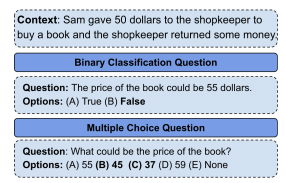 Context: Sam gave 50 dollars to the shopkeeper to
buy a book and the shopkeeper returned some money.
Binary Classification Question
Question: The price of the book could be 55 dollars.
Options: (A) True (B) False
Multiple Choice Question
Question: What could be the price of the book?
Options: (A) 55 (B) 45 (C) 37 (D) 59 (E) None